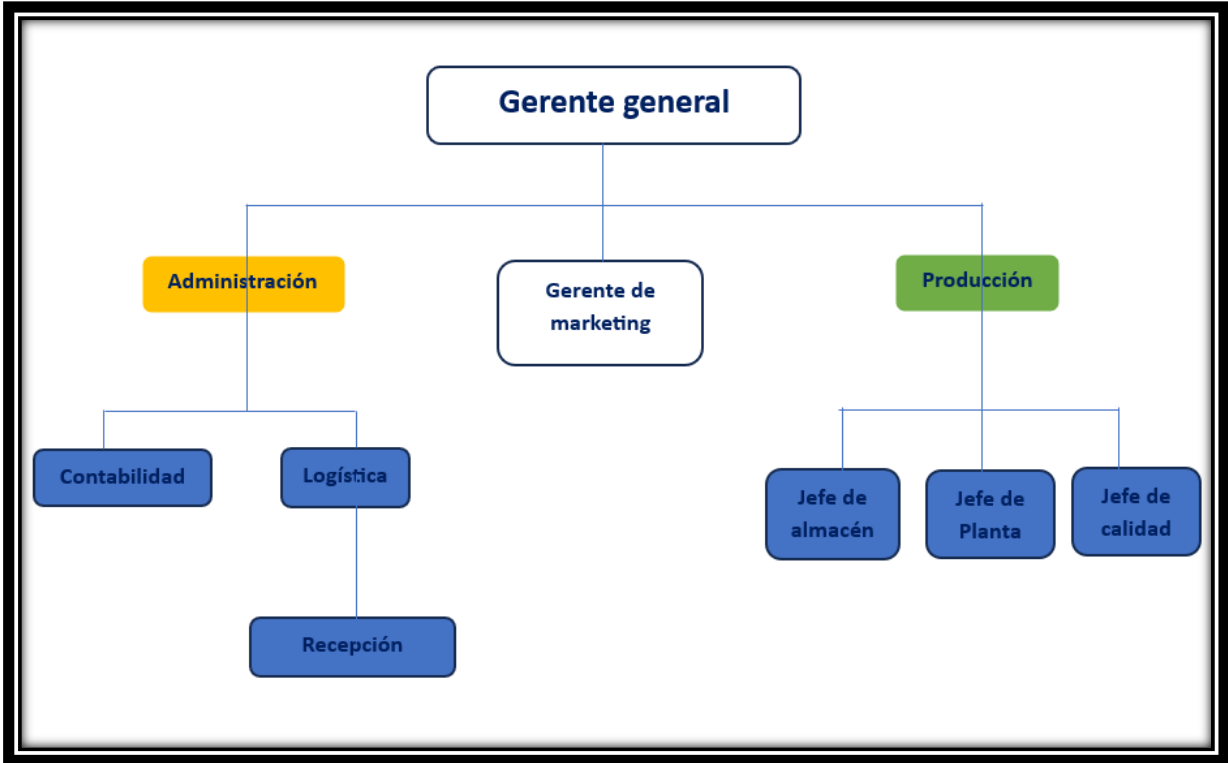 Gerente general
Administración
Gerente de
marketing
Producción
Contabilidad
Logística
Jefe de
almacén
Jefe de
Planta
Jefe de
calidad
Recepción